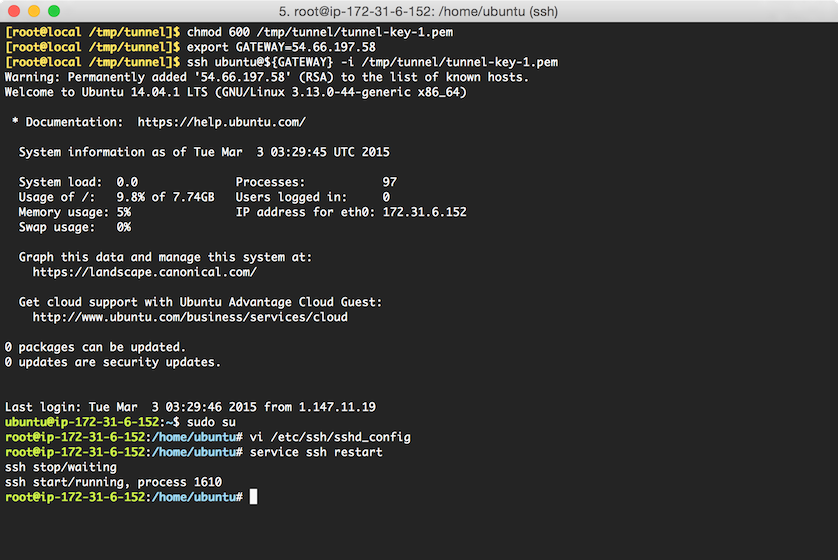 5. root@ip-172-31-6-152: /home/ubuntu (ssh)
[root@local /tmp/tunnel]$ chmod 600 /tmp/tunnel/tunnel-key-1.pem
[root@local /tmp/tunnel]$ export GATEWAY=54.66.197.58
[root@local /tmp/tunnel]$ ssh ubuntu@${GATEWAY} -i /tmp/tunnel/tunnel-key-1.pem
Warning: Permanently added '54.66.197.58' (RSA) to the list of known hosts.
Welcome to Ubuntu 14.04.1 LTS (GNU/Linux 3.13.0-44-generic x86_64)
* Documentation:  https://help.ubuntu.com/
System information as of Tue Mar  3 03:29:45 UTC 2015
System load:  0.0              Processes:           97
Usage of /:   9.8% of 7.74GB   Users logged in:     0
Memory usage: 5%               IP address for eth0: 172.31.6.152
Swap usage:   0%
Graph this data and manage this system at:
https://landscape.canonical.com/
Get cloud support with Ubuntu Advantage Cloud Guest:
http://www.ubuntu.com/business/services/cloud
0 packages can be updated.
0 updates are security updates.
Last login: Tue Mar  3 03:29:46 2015 from 1.147.11.19
ubuntu@ip-172-31-6-152:~$ sudo su
root@ip-172-31-6-152:/home/ubuntu# vi /etc/ssh/sshd_config
root@ip-172-31-6-152:/home/ubuntu# service ssh restart
ssh stop/waiting
ssh start/running, process 1610
root@ip-172-31-6-152:/home/ubuntu#